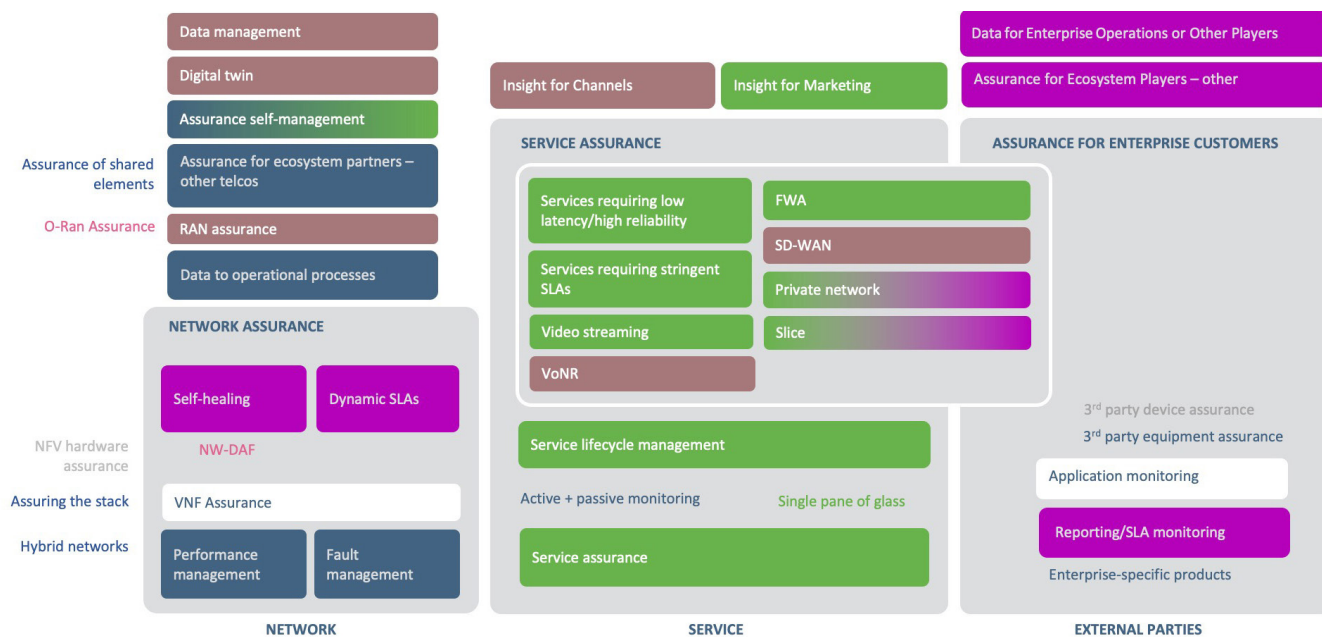 Data management
Digital twin
Assurance self-management
Assurance of shared
elements
Assurance for ecosystem partners –
other telcos
O-Ran Assurance
RAN assurance
Data to operational processes
NETWORK ASSURANCE
Self-healing
Dynamic SLAs
NW-DAF
NFV hardware
assurance
Assuring the stack
VNF Assurance
Hybrid networks
Performance
management
Fault
management
NETWORK
Insight for Channels
Insight for Marketing
SERVICE ASSURANCE
Services requiring low
latency/high reliability
FWA
SD-WAN
Services requiring stringent
SLAs
Private network
Video streaming
Slice
VoNR
Service lifecycle management
Active + passive monitoring
Single pane of glass
Service assurance
SERVICE
Data for Enterprise Operations or Other Players
Assurance for Ecosystem Players – other
ASSURANCE FOR ENTERPRISE CUSTOMERS
3rd party device assurance
3rd party equipment assurance
Application monitoring
Reporting/SLA monitoring
Enterprise-specific products
EXTERNAL PARTIES